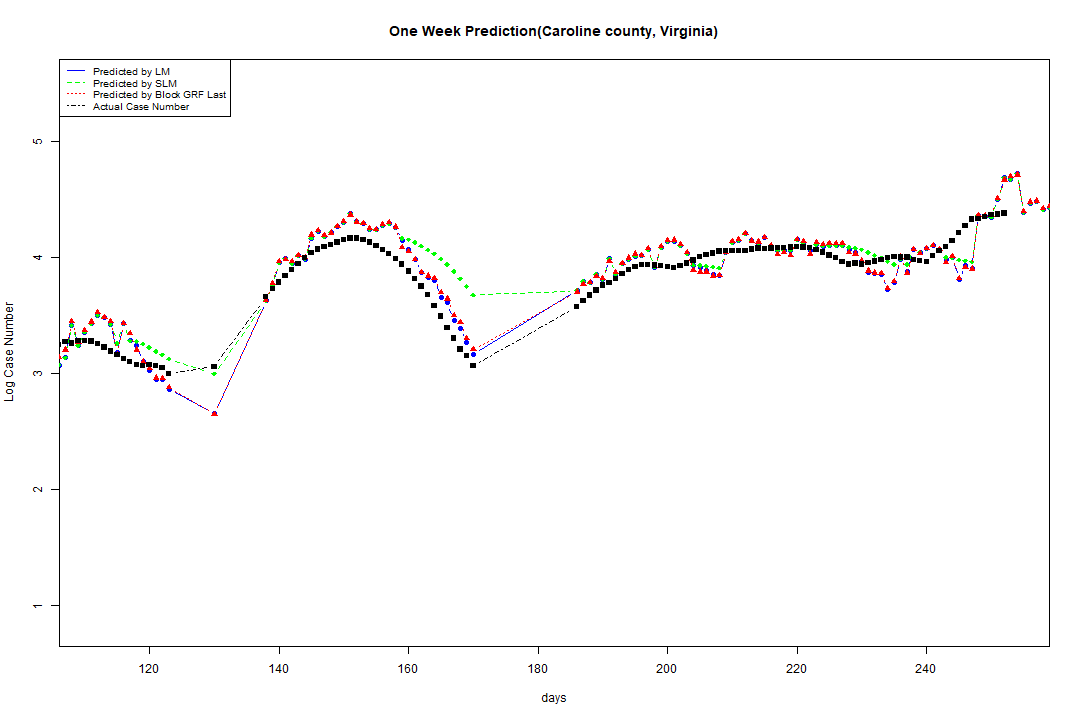 One Week Prediction(Caroline county, Virginia)
Predicted by LM
Predicted by SLM
Predicted by Block GRF Last
Actual Case Number
Log Case Number
5
4
3
2
1
120 140 160 180 200 220 240
days